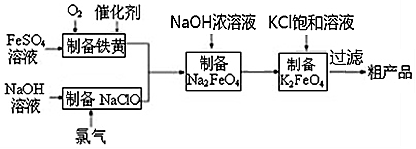 O₂ 催化剂
FeSO₄
溶液
制备铁黄
NaOH
溶液
制备 NaClO
氯气
NaOH浓溶液
制备
Na₂FeO₄
KCl饱和溶液
制备
K₂FeO₄
过滤
粗产品